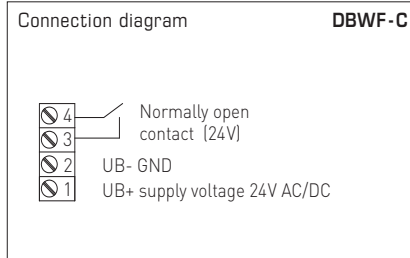 Connection diagram DBWF-C
4 Normally open
3 contact (24V)
2 UB- GND
1 UB+ supply voltage 24V AC/DC